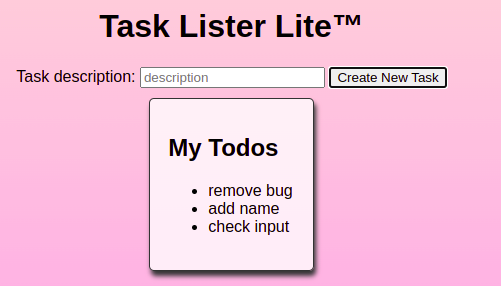 Task Lister Lite™
Task description: description Create New Task
My Todos
• remove bug
• add name
• check input